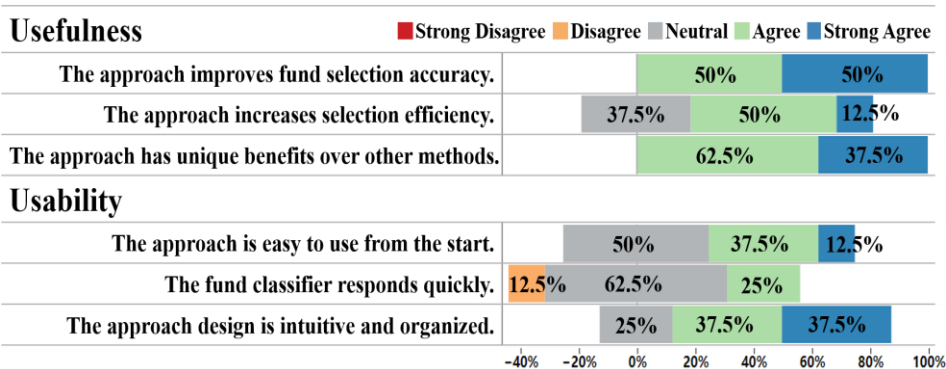 Usefulness
Strong Disagree Disagree Neutral Agree Strong Agree
The approach improves fund selection accuracy. 50% 50%
The approach increases selection efficiency. 37.5% 50% 12.5%
The approach has unique benefits over other methods. 62.5% 37.5%
Usability
The approach is easy to use from the start. 50% 37.5% 12.5%
The fund classifier responds quickly. 12.5% 62.5% 25%
The approach design is intuitive and organized. 25% 37.5% 37.5%
−40% −20% 0% 20% 40% 60% 80% 100%